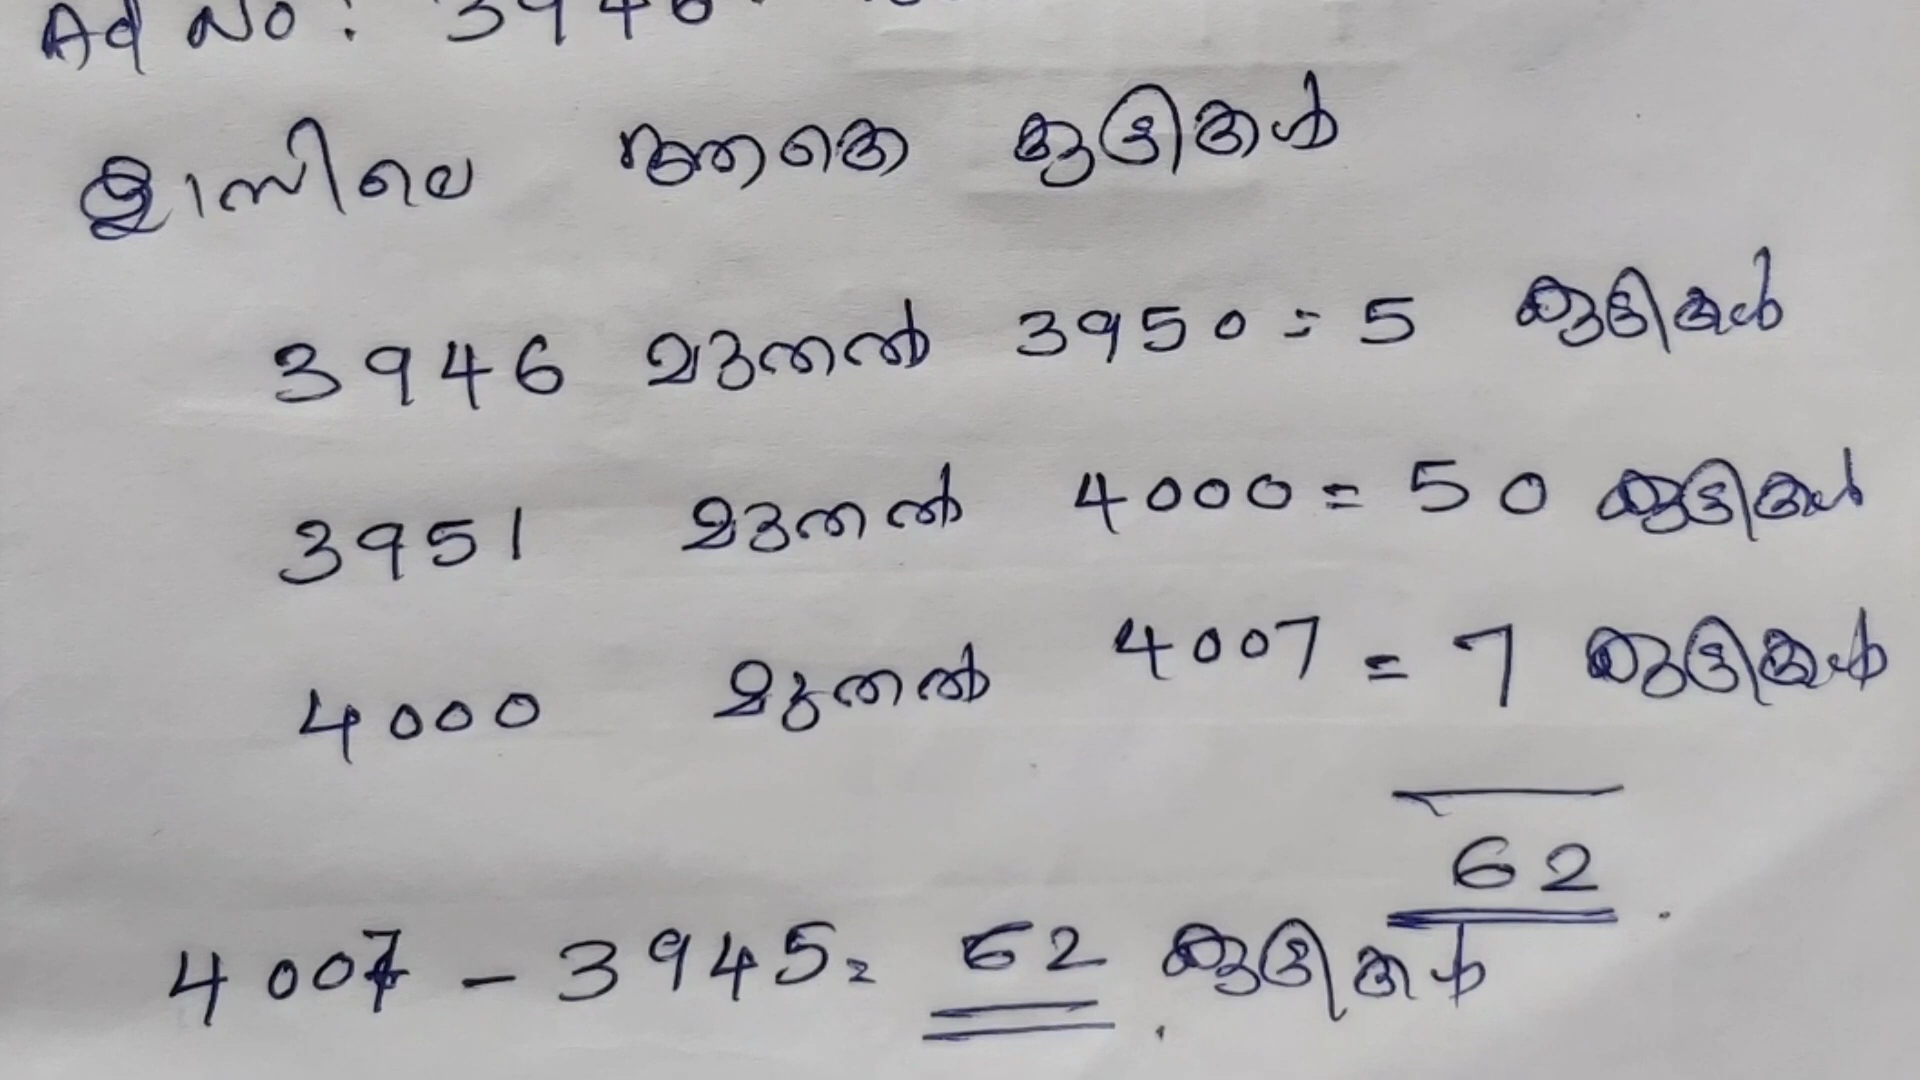 Ad No : 3946
ക്ലാസിലെ ആകെ കുട്ടികൾ
3946 മുതൽ 3950 = 5 കുട്ടികൾ
3951 മുതൽ 4000 = 50 കുട്ടികൾ
4000 മുതൽ 4007 = 7 കുട്ടികൾ
62
4007 - 3945 = 62 കുട്ടികൾ